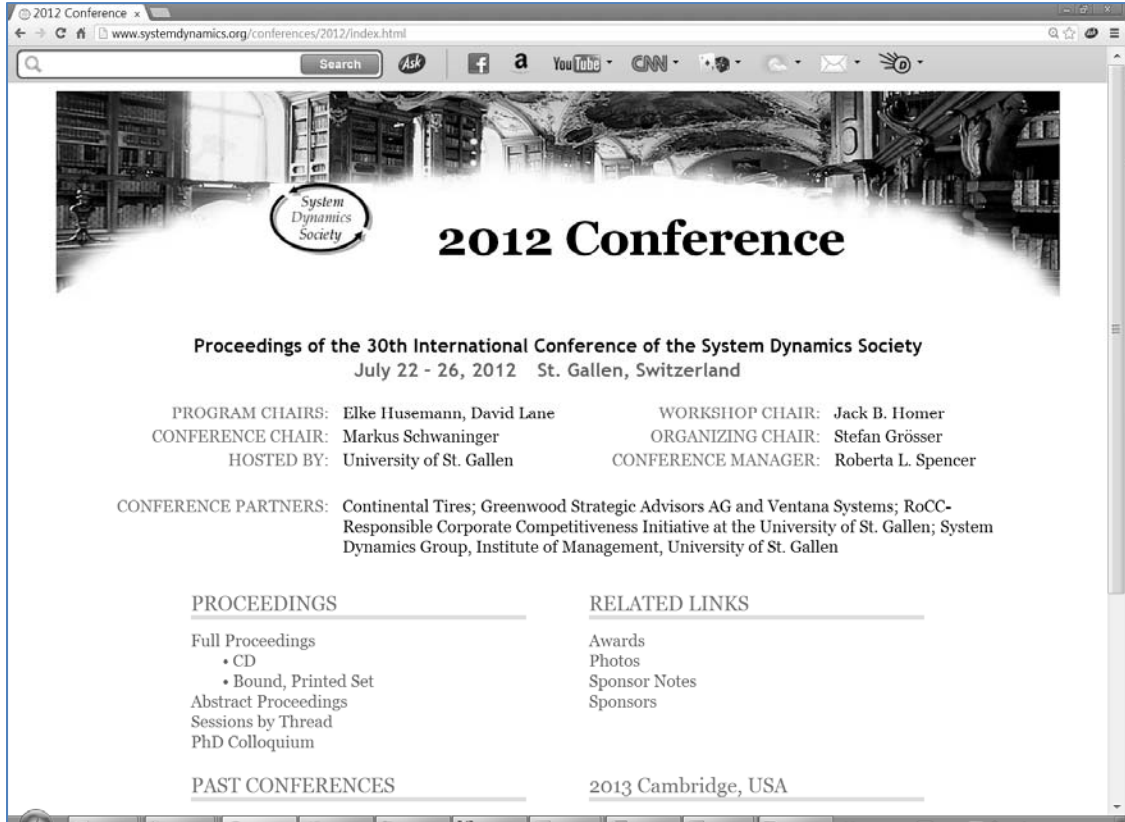 2012 Conference
www.systemdynamics.org/conferences/2012/index.html
Search Ask f a YouTube CNN D
System
Dynamics
Society
2012 Conference
Proceedings of the 30th International Conference of the System Dynamics Society
July 22 - 26, 2012 St. Gallen, Switzerland
PROGRAM CHAIRS: Elke Husemann, David Lane
CONFERENCE CHAIR: Markus Schwaninger
HOSTED BY: University of St. Gallen
WORKSHOP CHAIR: Jack B. Homer
ORGANIZING CHAIR: Stefan Grösser
CONFERENCE MANAGER: Roberta L. Spencer
CONFERENCE PARTNERS: Continental Tires; Greenwood Strategic Advisors AG and Ventana Systems; RoCC-
Responsible Corporate Competitiveness Initiative at the University of St. Gallen; System
Dynamics Group, Institute of Management, University of St. Gallen
PROCEEDINGS
Full Proceedings
• CD
• Bound, Printed Set
Abstract Proceedings
Sessions by Thread
PhD Colloquium
RELATED LINKS
Awards
Photos
Sponsor Notes
Sponsors
PAST CONFERENCES
2013 Cambridge, USA